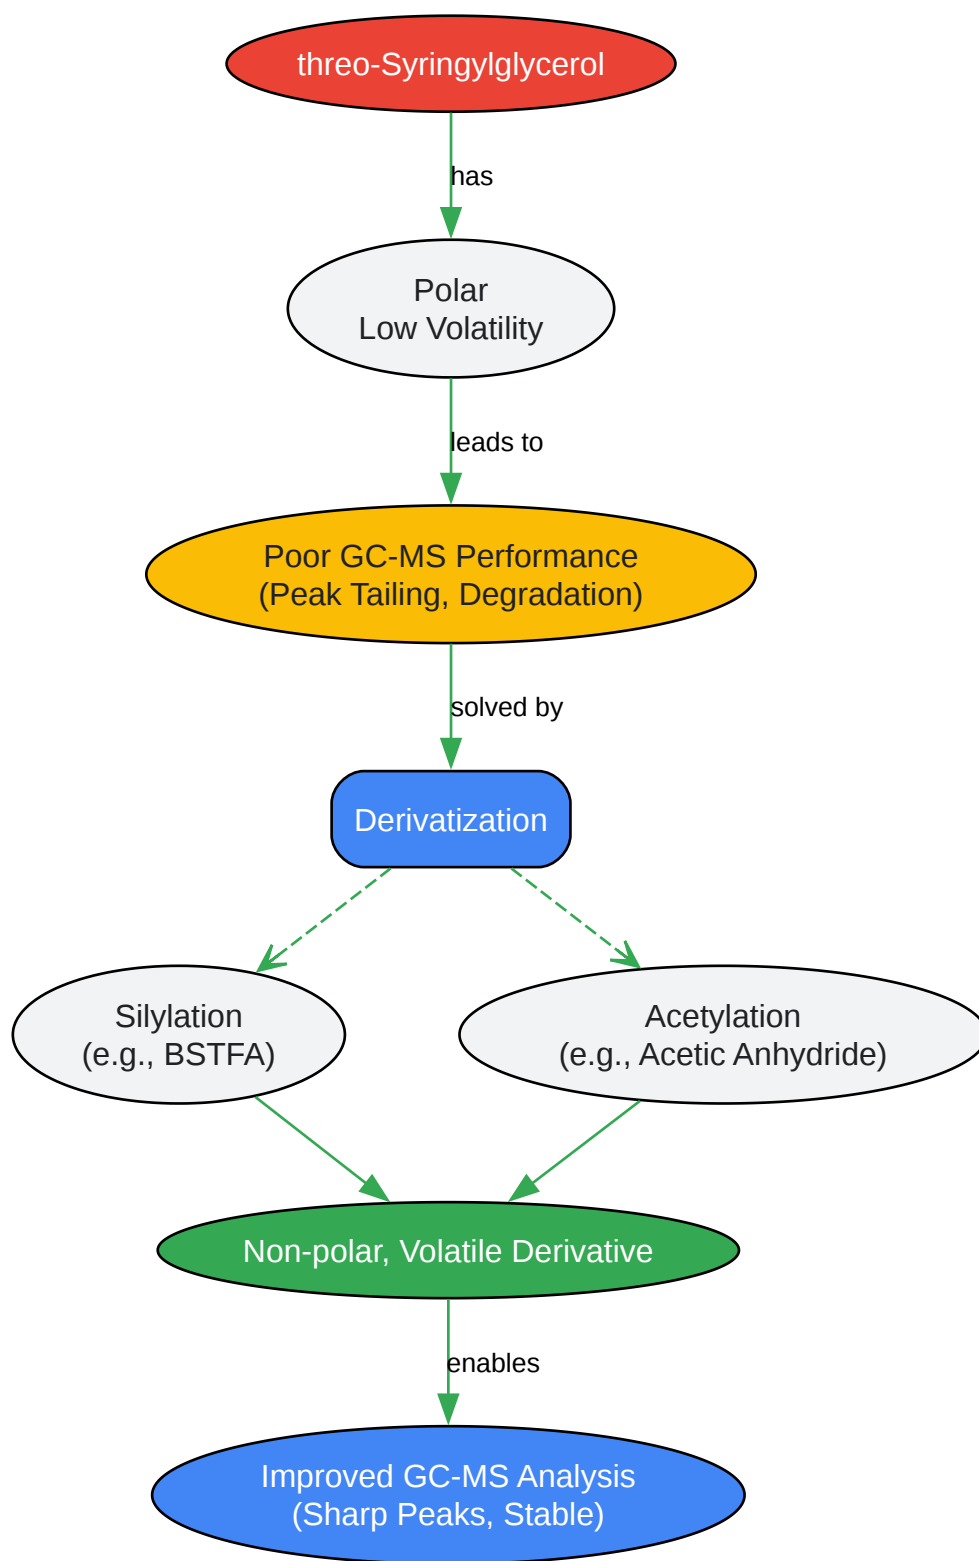 threo-Syringylglycerol
has
Polar
Low Volatility
leads to
Poor GC-MS Performance
(Peak Tailing, Degradation)
solved by
Derivatization
Silylation
(e.g., BSTFA)
Acetylation
(e.g., Acetic Anhydride)
Non-polar, Volatile Derivative
enables
Improved GC-MS Analysis
(Sharp Peaks, Stable)